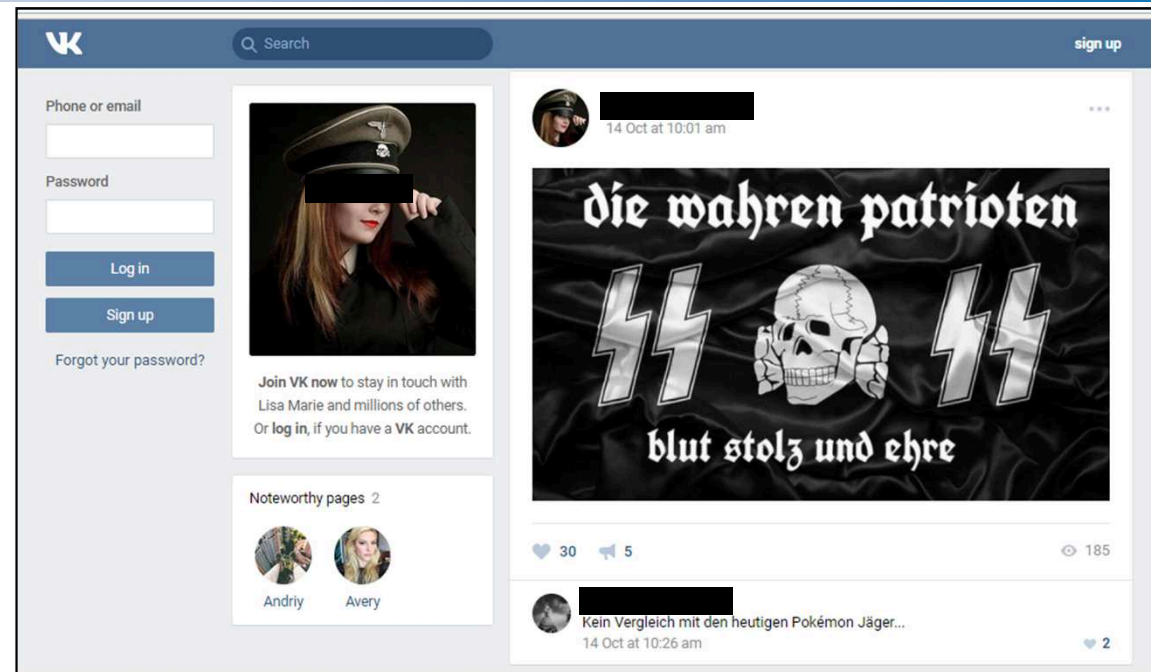 VK
Search
sign up
Phone or email
Password
Log in
Sign up
Forgot your password?
Join VK now to stay in touch with
Lisa Marie and millions of others.
Or log in, if you have a VK account.
Noteworthy pages 2
Andriy
Avery
14 Oct at 10:01 am
die wahren patrioten
SS SS
blut stolz und ehre
30
5
185
Kein Vergleich mit den heutigen Pokémon Jäger...
14 Oct at 10:26 am
2